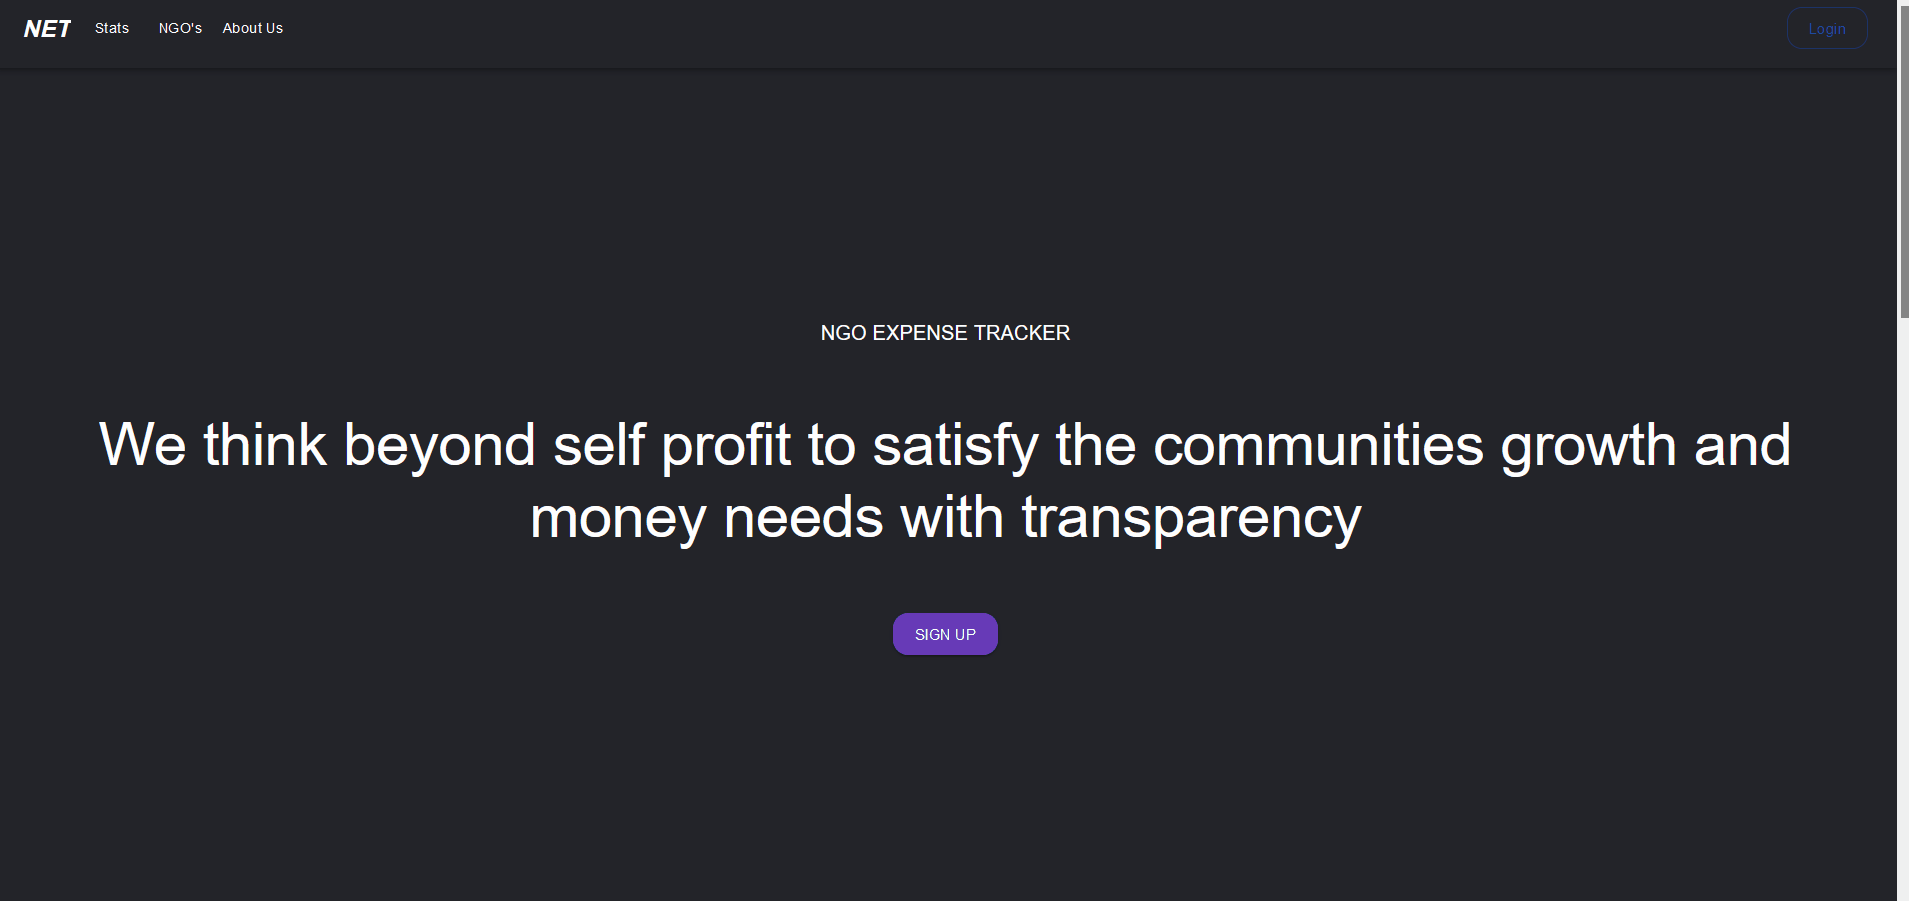 NET Stats NGO's About Us Login
NGO EXPENSE TRACKER
We think beyond self profit to satisfy the communities growth and
money needs with transparency
SIGN UP